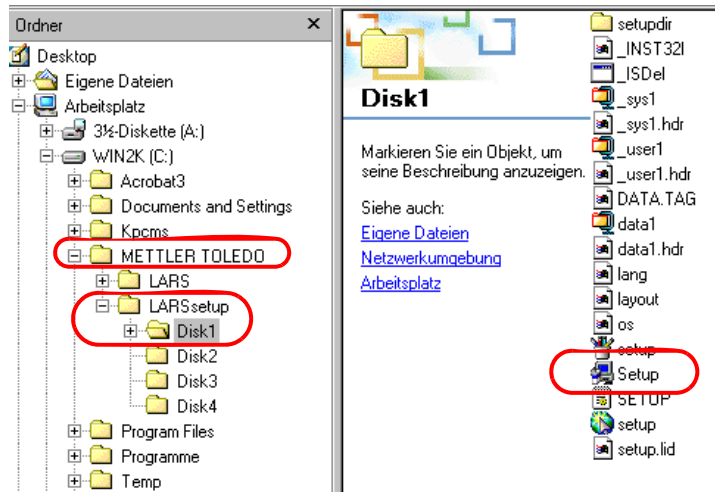 Ordner
×
Desktop
Eigene Dateien
Arbeitsplatz
3½-Diskette (A:)
WIN2K (C:)
Acrobat3
Documents and Settings
Kpcms
METTLER TOLEDO
LARS
LARSsetup
Disk1
Disk2
Disk3
Disk4
Program Files
Programme
Temp
Disk1
Markieren Sie ein Objekt, um
seine Beschreibung anzuzeigen.
Siehe auch:
Eigene Dateien
Netzwerkumgebung
Arbeitsplatz
setupdir
_INST32I
_ISDel
_sys1
_sys1.hdr
_user1
_user1.hdr
DATA.TAG
data1
data1.hdr
lang
layout
os
setup
Setup
SETUP
setup
setup.lid